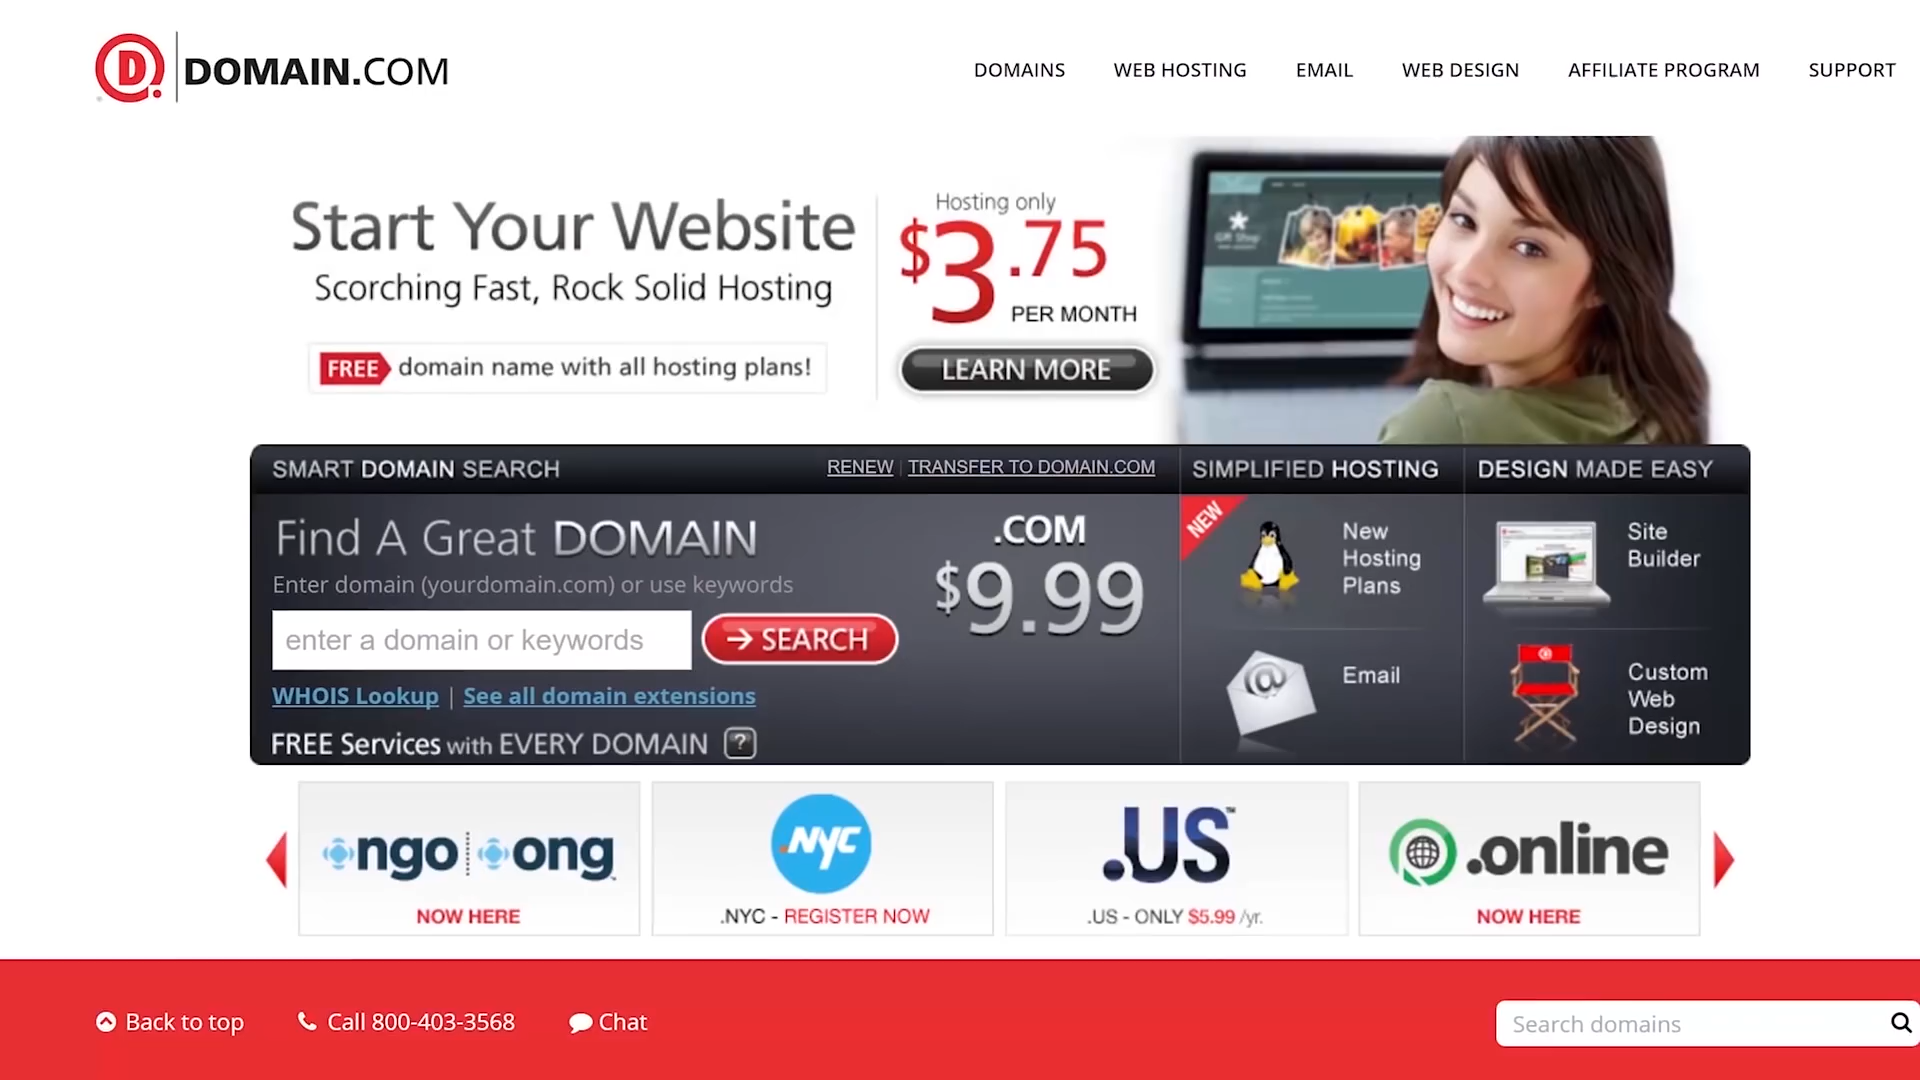 DOMAIN.COM
DOMAINS WEB HOSTING EMAIL WEB DESIGN AFFILIATE PROGRAM SUPPORT
Start Your Website
Scorching Fast, Rock Solid Hosting
FREE domain name with all hosting plans!
Hosting only
$3.75
PER MONTH
LEARN MORE
SMART DOMAIN SEARCH
RENEW | TRANSFER TO DOMAIN.COM
Find A Great DOMAIN
Enter domain (yourdomain.com) or use keywords
enter a domain or keywords
SEARCH
WHOIS Lookup | See all domain extensions
FREE Services with EVERY DOMAIN ?
.COM
$9.99
SIMPLIFIED HOSTING
NEW
New
Hosting
Plans
Email
DESIGN MADE EASY
Site
Builder
Custom
Web
Design
ngo ong
NOW HERE
.NYC
.NYC - REGISTER NOW
.US™
.US - ONLY $5.99 /yr.
.online
NOW HERE
Back to top Call 800-403-3568 Chat
Search domains